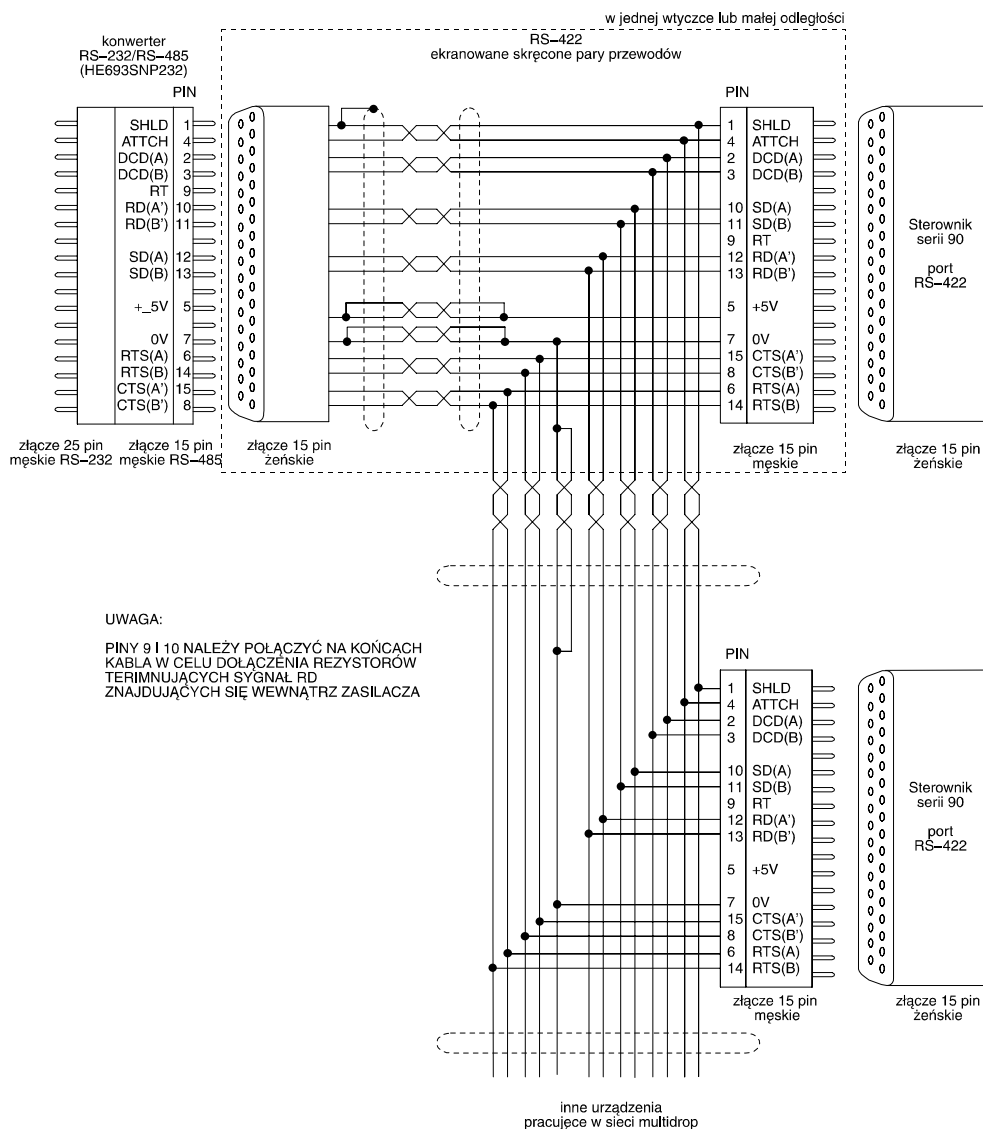 w jednej wtyczce lub małej odległości
RS–422
ekranowane skręcone pary przewodów
konwerter
RS–232/RS–485
(HE693SNP232)
PIN
SHLD 1
ATTCH 4
DCD(A) 2
DCD(B) 3
RT 9
RD(A') 10
RD(B') 11
SD(A) 12
SD(B) 13
+_5V 5
0V 7
RTS(A) 6
RTS(B) 14
CTS(A') 15
CTS(B') 8
złącze 25 pin
męskie RS–232
złącze 15 pin
męskie RS–485
złącze 15 pin
żeńskie
PIN
1 SHLD
4 ATTCH
2 DCD(A)
3 DCD(B)
10 SD(A)
11 SD(B)
9 RT
12 RD(A')
13 RD(B')
5 +5V
7 0V
15 CTS(A')
8 CTS(B')
6 RTS(A)
14 RTS(B)
złącze 15 pin
męskie
Sterownik
serii 90
port
RS–422
złącze 15 pin
żeńskie
UWAGA:
PINY 9 I 10 NALEŻY POŁĄCZYĆ NA KOŃCACH
KABLA W CELU DOŁĄCZENIA REZYSTORÓW
TERIMNUJĄCYCH SYGNAŁ RD
ZNAJDUJĄCYCH SIĘ WEWNĄTRZ ZASILACZA
PIN
1 SHLD
4 ATTCH
2 DCD(A)
3 DCD(B)
10 SD(A)
11 SD(B)
9 RT
12 RD(A')
13 RD(B')
5 +5V
7 0V
15 CTS(A')
8 CTS(B')
6 RTS(A)
14 RTS(B)
złącze 15 pin
męskie
Sterownik
serii 90
port
RS–422
złącze 15 pin
żeńskie
inne urządzenia
pracujęce w sieci multidrop